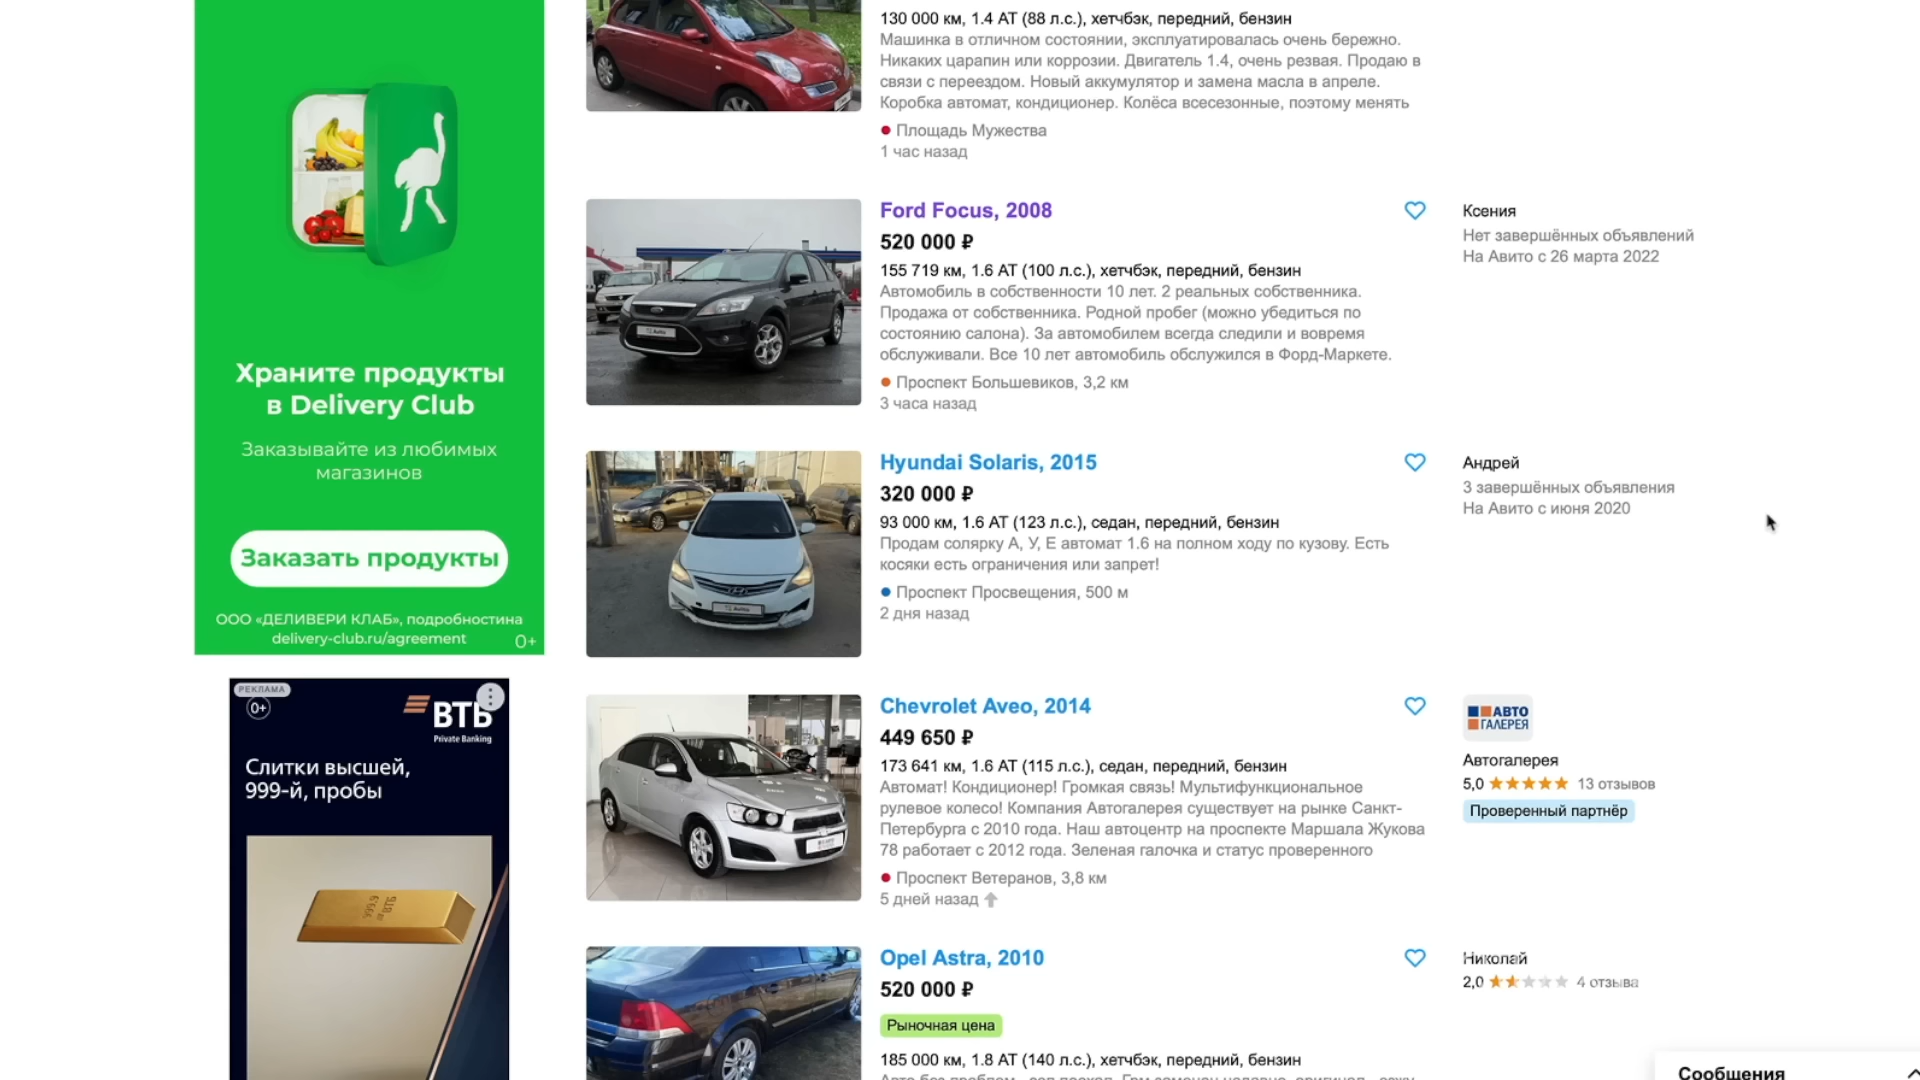 130 000 км, 1.4 AT (88 л.с.), хетчбэк, передний, бензин
Машинка в отличном состоянии, эксплуатировалась очень бережно.
Никаких царапин или коррозии. Двигатель 1.4, очень резвая. Продаю в
связи с переездом. Новый аккумулятор и замена масла в апреле.
Коробка автомат, кондиционер. Колёса всесезонные, поэтому менять
Площадь Мужества
1 час назад
Ford Focus, 2008
520 000 ₽
155 719 км, 1.6 AT (100 л.с.), хетчбэк, передний, бензин
Автомобиль в собственности 10 лет. 2 реальных собственника.
Продажа от собственника. Родной пробег (можно убедиться по
состоянию салона). За автомобилем всегда следили и вовремя
обслуживали. Все 10 лет автомобиль обслужился в Форд-Маркете.
Проспект Большевиков, 3,2 км
3 часа назад
Ксения
Нет завершённых объявлений
На Авито с 26 марта 2022
Hyundai Solaris, 2015
320 000 ₽
93 000 км, 1.6 AT (123 л.с.), седан, передний, бензин
Продам солярку А, У, Е автомат 1.6 на полном ходу по кузову. Есть
косяки есть ограничения или запрет!
Проспект Просвещения, 500 м
2 дня назад
Андрей
3 завершённых объявления
На Авито с июня 2020
Chevrolet Aveo, 2014
449 650 ₽
173 641 км, 1.6 AT (115 л.с.), седан, передний, бензин
Автомат! Кондиционер! Громкая связь! Мультифункциональное
рулевое колесо! Компания Автогалерея существует на рынке Санкт-
Петербурга с 2010 года. Наш автоцентр на проспекте Маршала Жукова
78 работает с 2012 года. Зеленая галочка и статус проверенного
Проспект Ветеранов, 3,8 км
5 дней назад
АВТО
ГАЛЕРЕЯ
Автогалерея
5,0 13 отзывов
Проверенный партнёр
Opel Astra, 2010
520 000 ₽
Рыночная цена
185 000 км, 1.8 AT (140 л.с.), хетчбэк, передний, бензин
Николай
2,0 4 отзыва
Сообщения
Храните продукты
в Delivery Club
Заказывайте из любимых
магазинов
Заказать продукты
ООО «ДЕЛИВЕРИ КЛАБ», подробностина
delivery-club.ru/agreement
0+
РЕКЛАМА
0+
ВТБ
Private Banking
Слитки высшей,
999-й, пробы
999.9
ВТБ